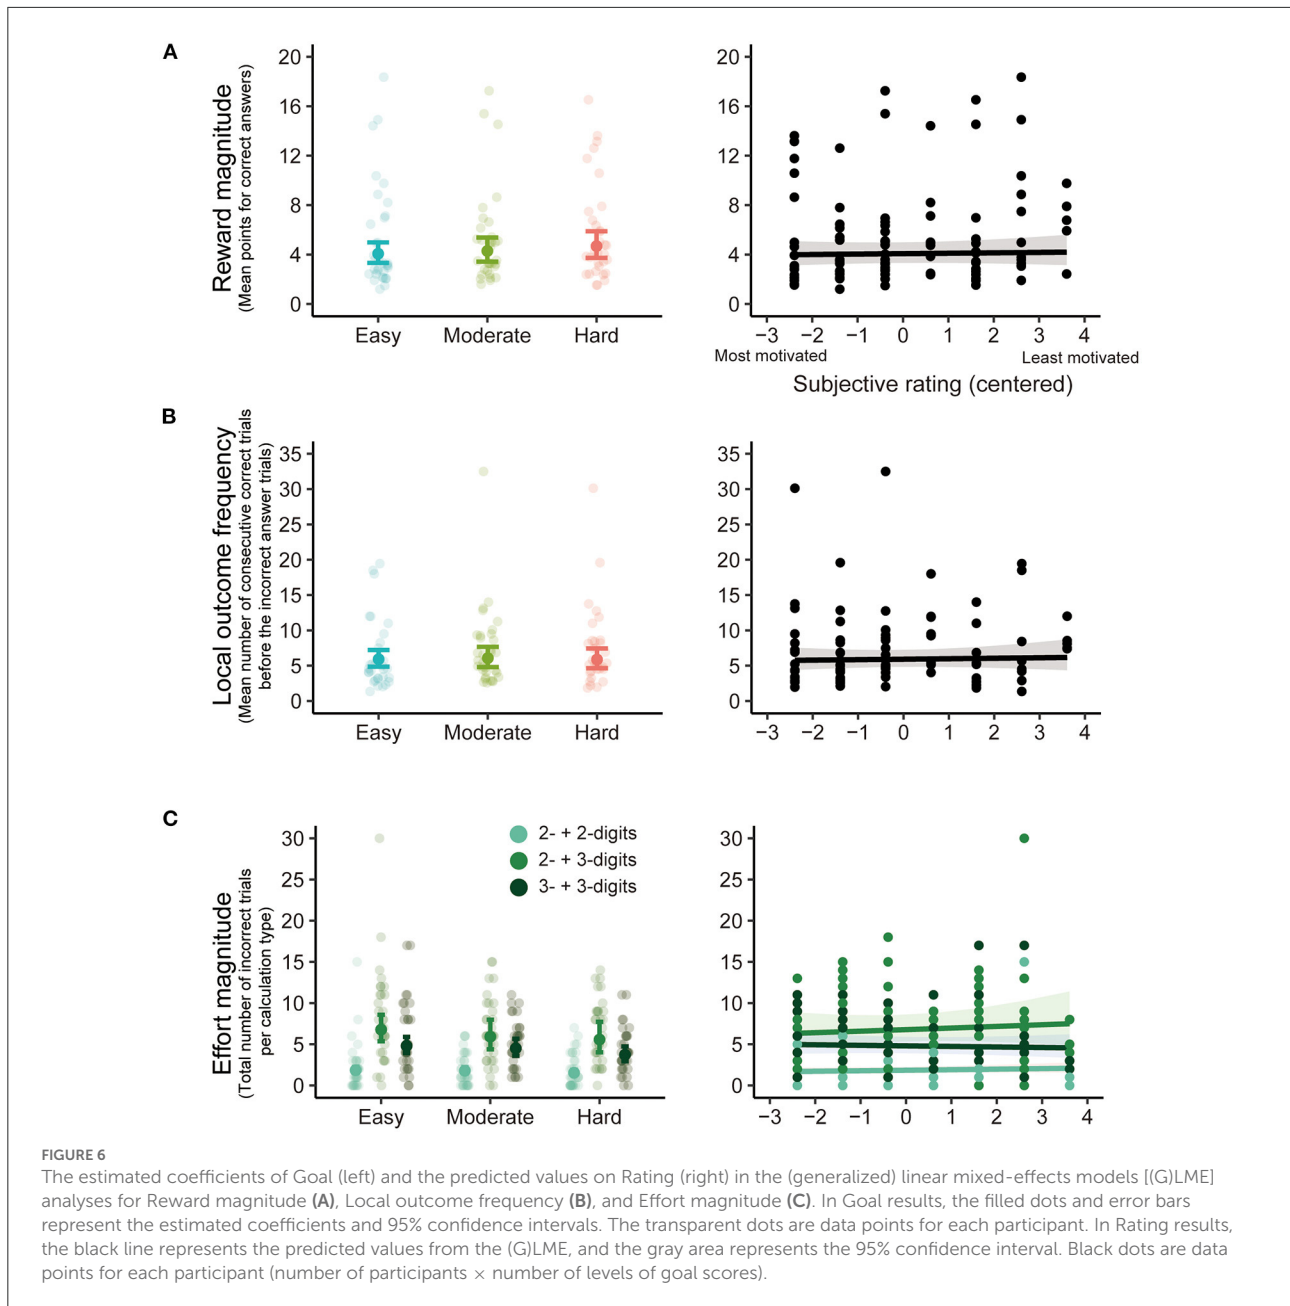 A
Reward magnitude
(Mean points for correct answers)
20
16
12
8
4
0
Easy Moderate Hard
20
16
12
8
4
0
−3 −2 −1 0 1 2 3 4
Most motivated Least motivated
Subjective rating (centered)
B
Local outcome frequency
(Mean number of consecutive correct trials
before the incorrect answer trials)
35
30
25
20
15
10
5
0
Easy Moderate Hard
35
30
25
20
15
10
5
0
−3 −2 −1 0 1 2 3 4
C
Effort magnitude
(Total number of incorrect trials
per calculation type)
30
25
20
15
10
5
0
2- + 2-digits
2- + 3-digits
3- + 3-digits
Easy Moderate Hard
30
25
20
15
10
5
0
−3 −2 −1 0 1 2 3 4
FIGURE 6
The estimated coefficients of Goal (left) and the predicted values on Rating (right) in the (generalized) linear mixed-effects models [(G)LME]
analyses for Reward magnitude (A), Local outcome frequency (B), and Effort magnitude (C). In Goal results, the filled dots and error bars
represent the estimated coefficients and 95% confidence intervals. The transparent dots are data points for each participant. In Rating results,
the black line represents the predicted values from the (G)LME, and the gray area represents the 95% confidence interval. Black dots are data
points for each participant (number of participants × number of levels of goal scores).